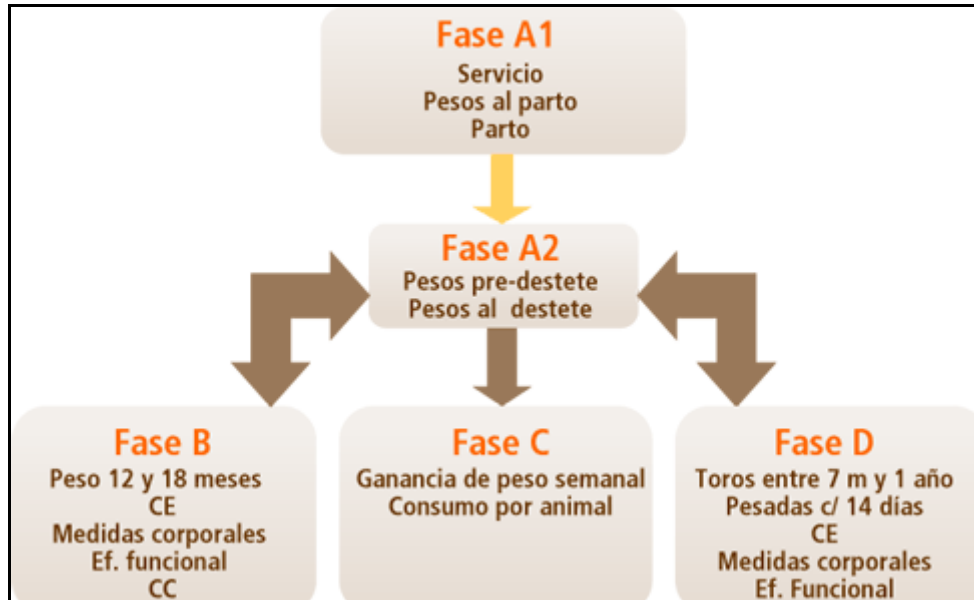 Fase A1
Servicio
Pesos al parto
Parto
Fase A2
Pesos pre-destete
Pesos al destete
Fase B
Peso 12 y 18 meses
CE
Medidas corporales
Ef. funcional
CC
Fase C
Ganancia de peso semanal
Consumo por animal
Fase D
Toros entre 7 m y 1 año
Pesadas c/ 14 días
CE
Medidas corporales
Ef. Funcional